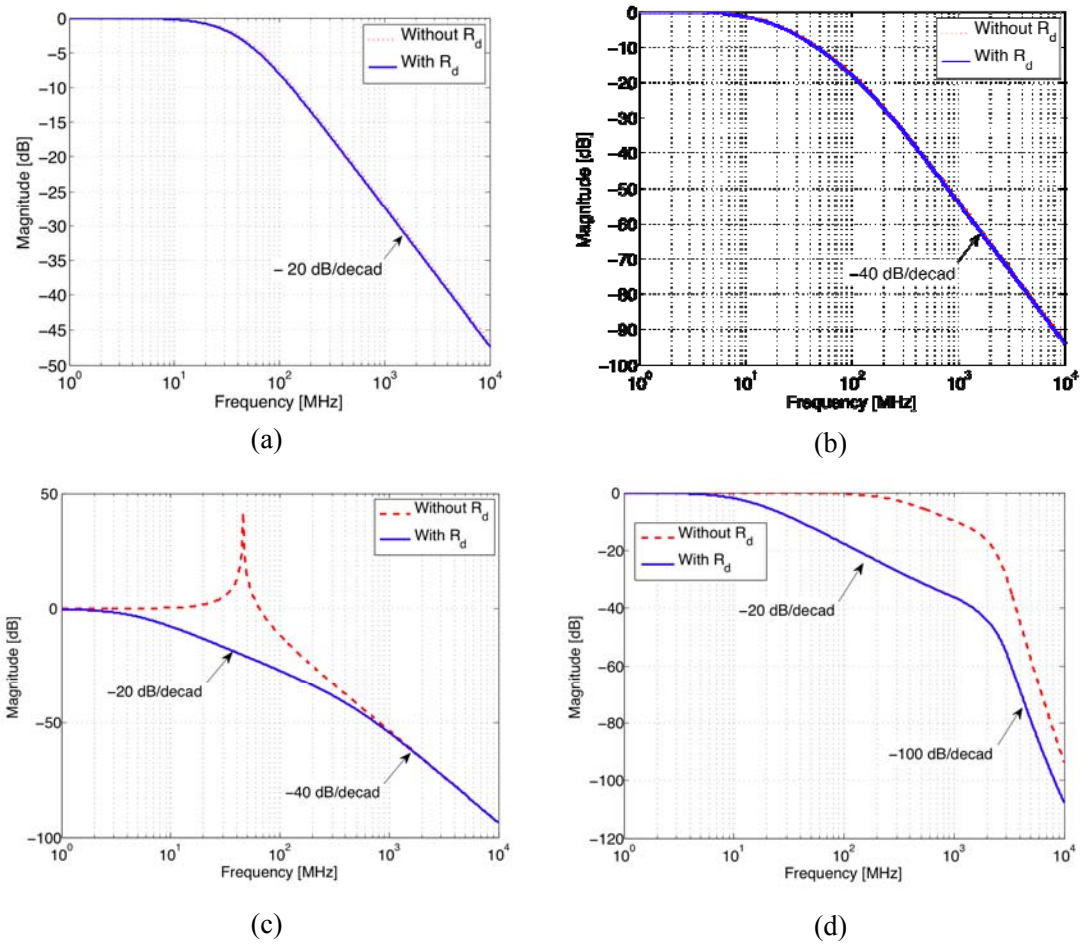 0
−5
−10
−15
−20
−25
−30
−35
−40
−45
−50
Magnitude [dB]
Without R_d
With R_d
− 20 dB/decad
10^0 10^1 10^2 10^3 10^4
Frequency [MHz]
(a)
0
−10
−20
−30
−40
−50
−60
−70
−80
−90
−100
Magnitude [dB]
Without R_d
With R_d
−40 dB/decad
10^0 10^1 10^2 10^3 10^4
Frequency [MHz]
(b)
50
0
−50
−100
Magnitude [dB]
Without R_d
With R_d
−20 dB/decad
−40 dB/decad
10^0 10^1 10^2 10^3 10^4
Frequency [MHz]
(c)
0
−20
−40
−60
−80
−100
−120
Magnitude [dB]
Without R_d
With R_d
−20 dB/decad
−100 dB/decad
10^0 10^1 10^2 10^3 10^4
Frequency [MHz]
(d)